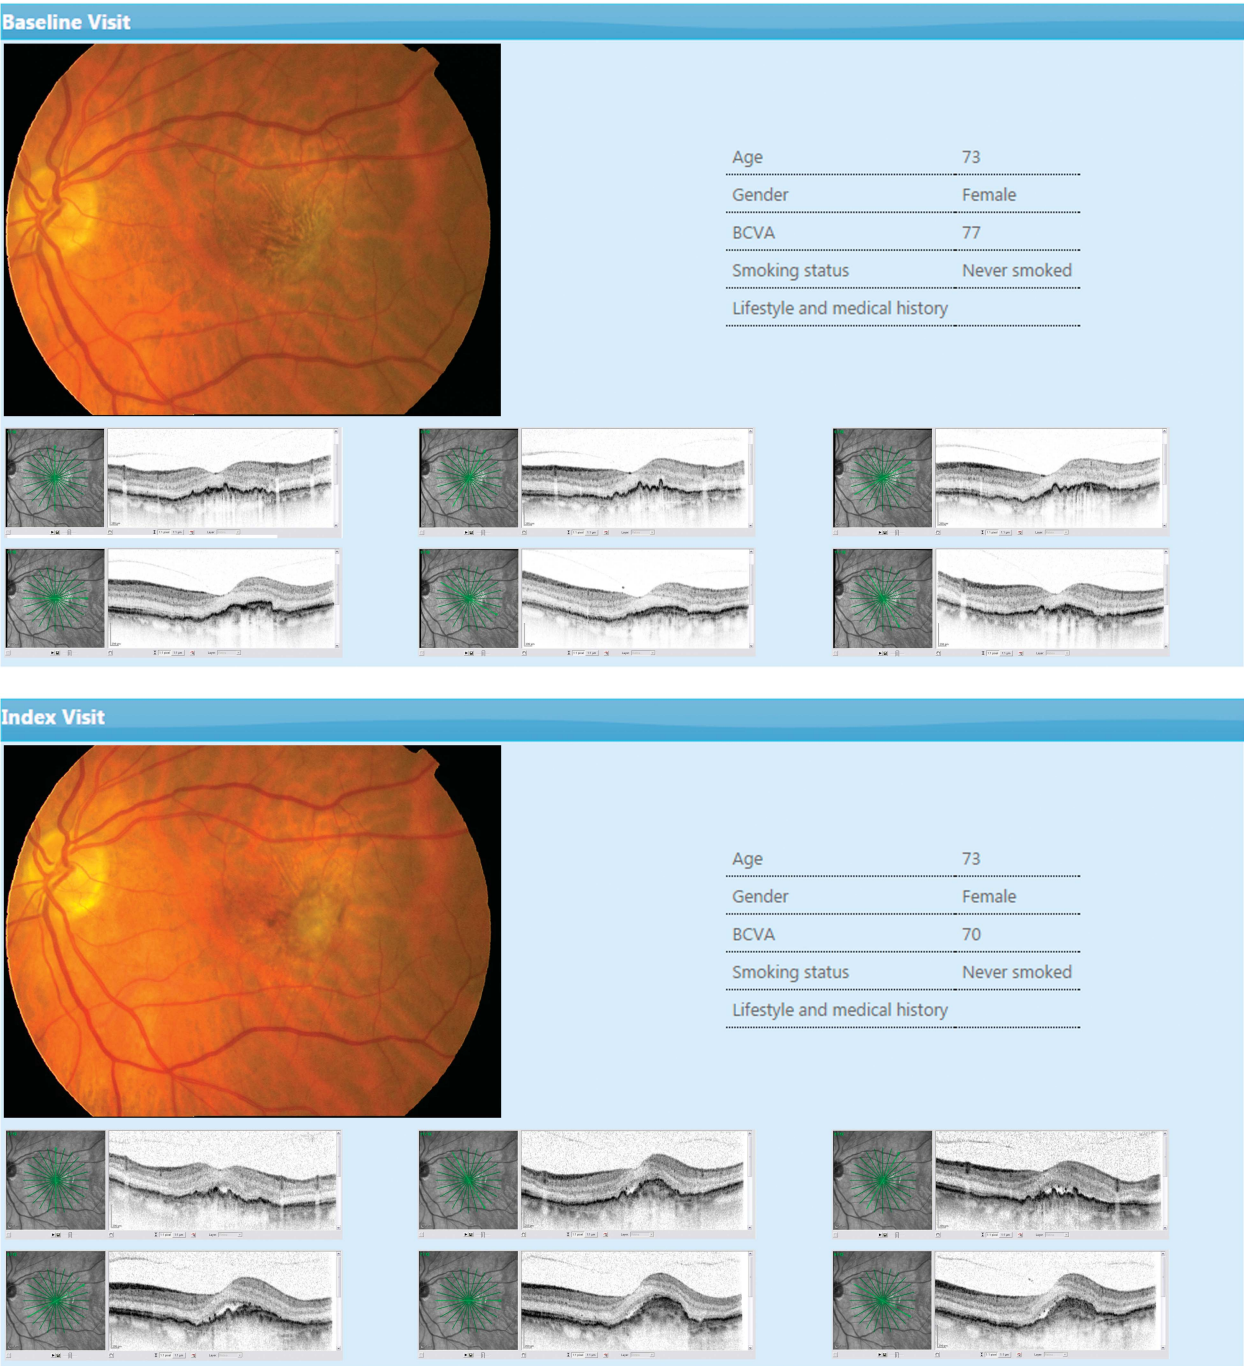 Baseline Visit
Age 73
Gender Female
BCVA 77
Smoking status Never smoked
Lifestyle and medical history
Index Visit
Age 73
Gender Female
BCVA 70
Smoking status Never smoked
Lifestyle and medical history